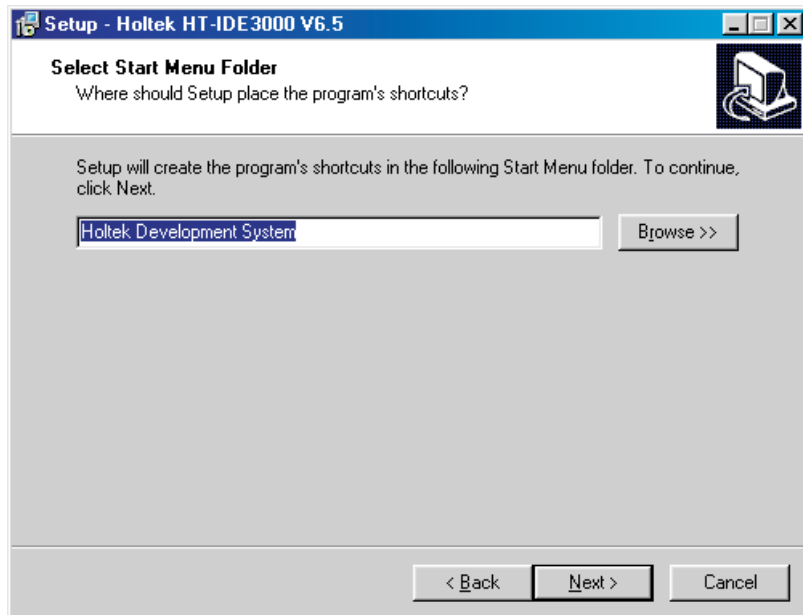 Setup - Holtek HT-IDE3000 V6.5
Select Start Menu Folder
Where should Setup place the program's shortcuts?
Setup will create the program's shortcuts in the following Start Menu folder. To continue,
click Next.
Holtek Development System
Browse >>
< Back
Next >
Cancel